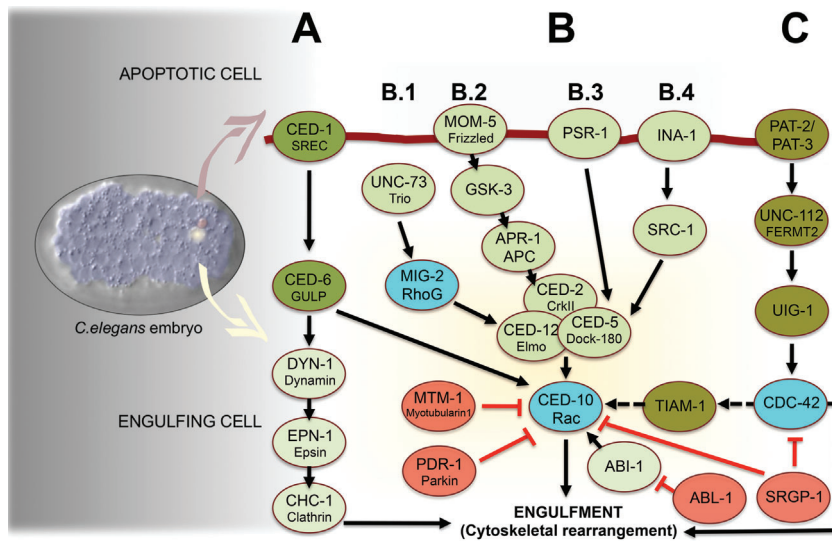 A
B
C
APOPTOTIC CELL
B.1
B.2
B.3
B.4
CED-1
SREC
MOM-5
Frizzled
PSR-1
INA-1
PAT-2/
PAT-3
UNC-73
Trio
GSK-3
UNC-112
FERMT2
APR-1
APC
SRC-1
MIG-2
RhoG
CED-6
GULP
CED-2
CrkII
UIG-1
C.elegans embryo
CED-12
Elmo
CED-5
Dock-180
DYN-1
Dynamin
MTM-1
Myotubularin1
CED-10
Rac
TIAM-1
CDC-42
ENGULFING CELL
EPN-1
Epsin
PDR-1
Parkin
ABI-1
ABL-1
SRGP-1
CHC-1
Clathrin
ENGULFMENT
(Cytoskeletal rearrangement)